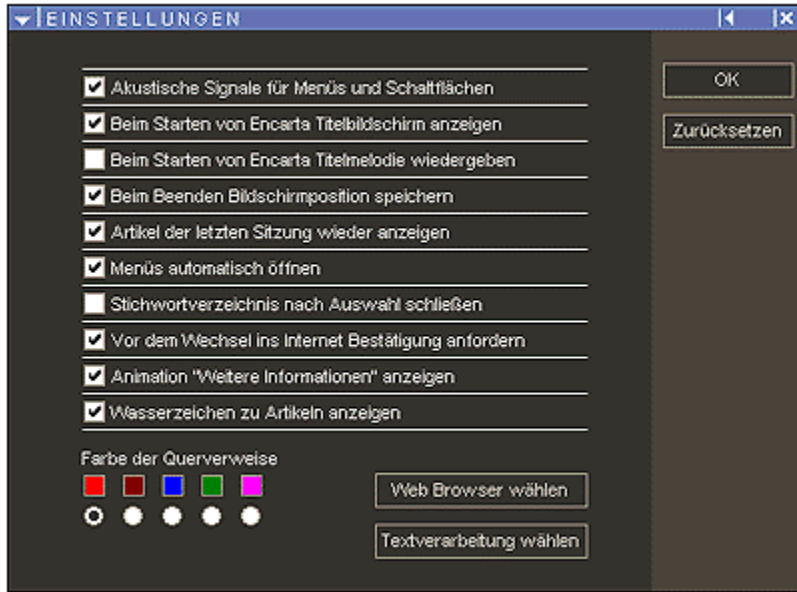 EINSTELLUNGEN
Akustische Signale für Menüs und Schaltflächen
Beim Starten von Encarta Titelbildschirm anzeigen
Beim Starten von Encarta Titelmelodie wiedergeben
Beim Beenden Bildschirmposition speichern
Artikel der letzten Sitzung wieder anzeigen
Menüs automatisch öffnen
Stichwortverzeichnis nach Auswahl schließen
Vor dem Wechsel ins Internet Bestätigung anfordern
Animation "Weitere Informationen" anzeigen
Wasserzeichen zu Artikeln anzeigen
Farbe der Querverweise
Web Browser wählen
Textverarbeitung wählen
OK
Zurücksetzen